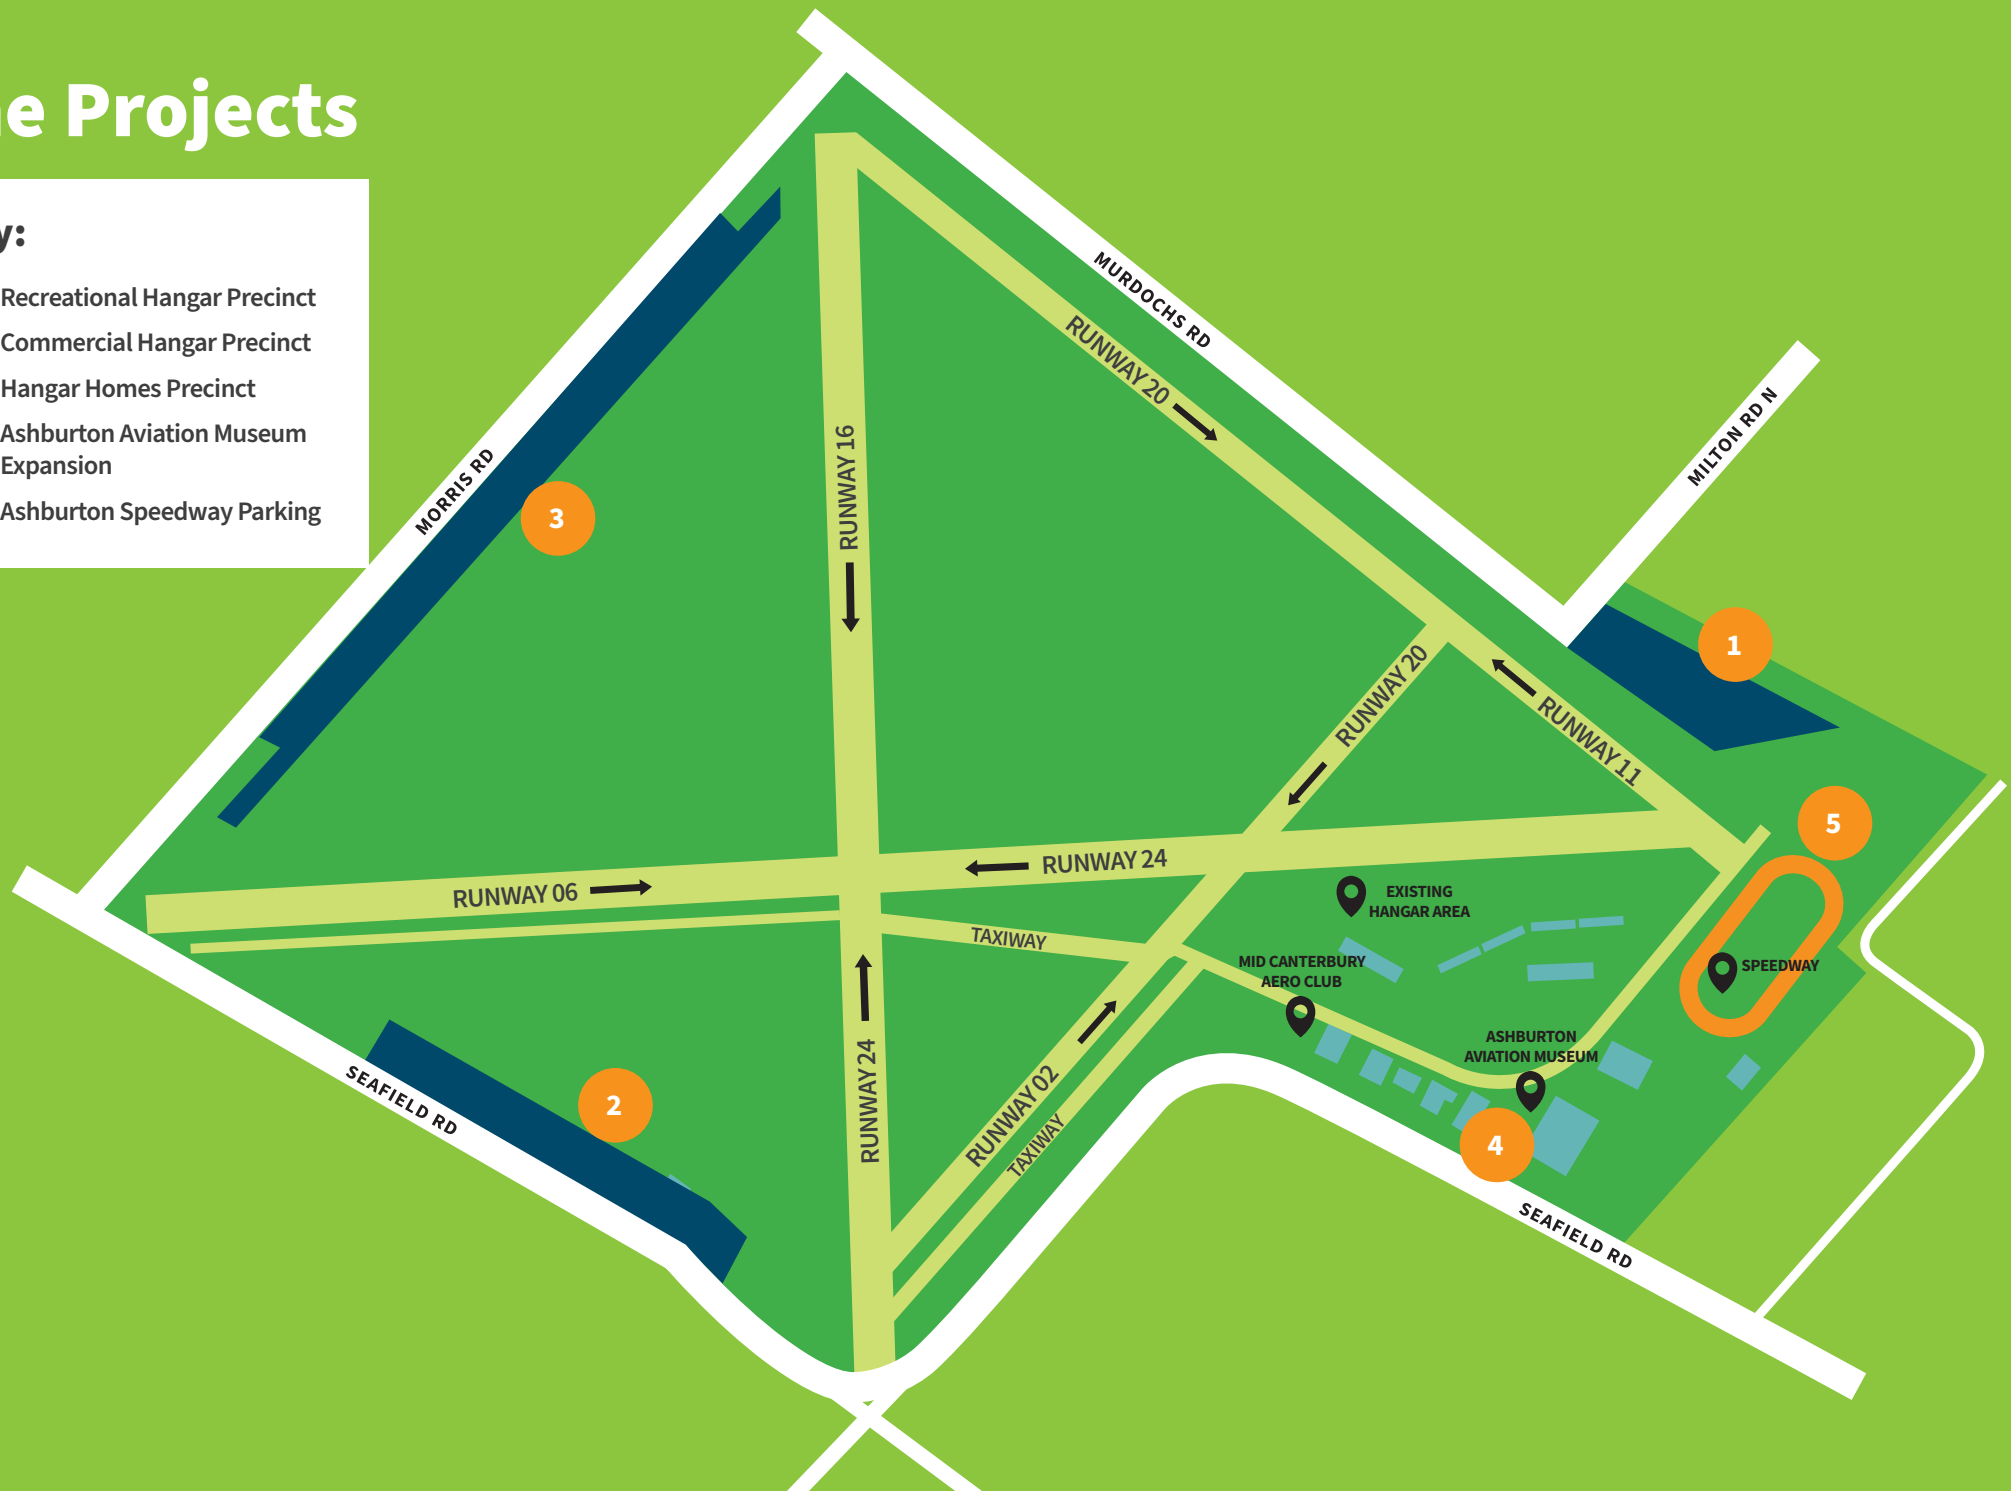 e Projects
y:
Recreational Hangar Precinct
Commercial Hangar Precinct
Hangar Homes Precinct
Ashburton Aviation Museum
Expansion
Ashburton Speedway Parking
MURDOCHS RD
RUNWAY 20
MILTON RD N
RUNWAY 16
MORRIS RD
3
1
RUNWAY 20
RUNWAY 11
5
RUNWAY 24
RUNWAY 06
EXISTING
HANGAR AREA
TAXIWAY
MID CANTERBURY
AERO CLUB
SPEEDWAY
ASHBURTON
AVIATION MUSEUM
RUNWAY 24
RUNWAY 02
TAXIWAY
SEAFIELD RD
2
4
SEAFIELD RD